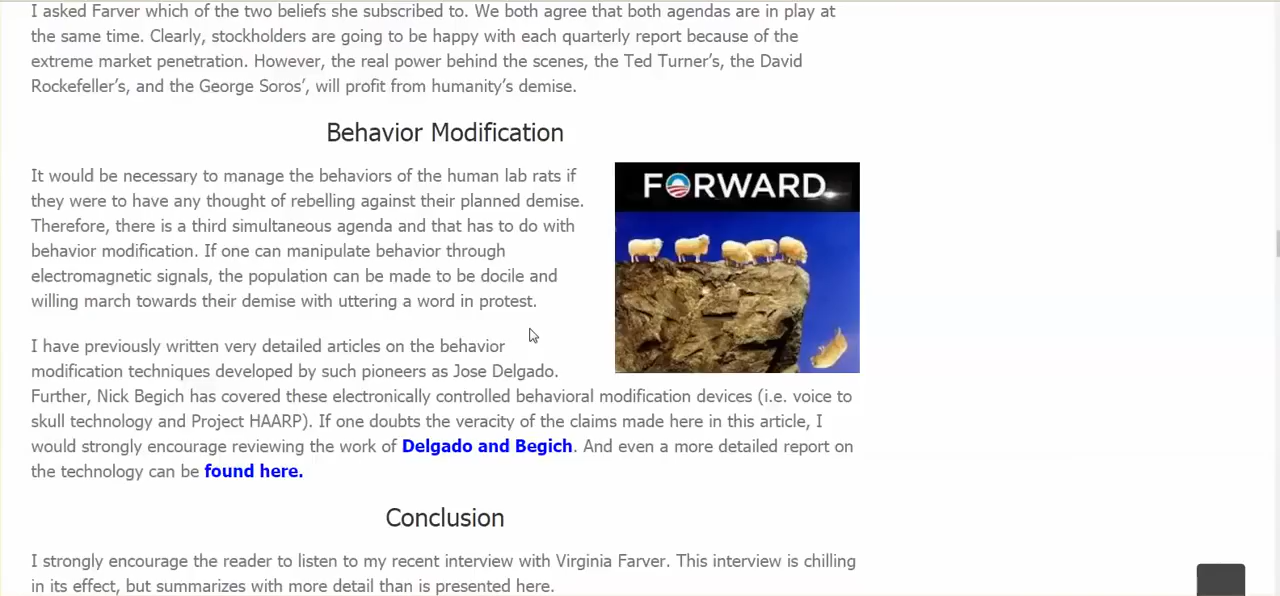 I asked Farver which of the two beliefs she subscribed to. We both agree that both agendas are in play at
the same time. Clearly, stockholders are going to be happy with each quarterly report because of the
extreme market penetration. However, the real power behind the scenes, the Ted Turner’s, the David
Rockefeller’s, and the George Soros’, will profit from humanity’s demise.
Behavior Modification
It would be necessary to manage the behaviors of the human lab rats if
they were to have any thought of rebelling against their planned demise.
Therefore, there is a third simultaneous agenda and that has to do with
behavior modification. If one can manipulate behavior through
electromagnetic signals, the population can be made to be docile and
willing march towards their demise with uttering a word in protest.
FORWARD.
I have previously written very detailed articles on the behavior
modification techniques developed by such pioneers as Jose Delgado.
Further, Nick Begich has covered these electronically controlled behavioral modification devices (i.e. voice to
skull technology and Project HAARP). If one doubts the veracity of the claims made here in this article, I
would strongly encourage reviewing the work of Delgado and Begich. And even a more detailed report on
the technology can be found here.
Conclusion
I strongly encourage the reader to listen to my recent interview with Virginia Farver. This interview is chilling
in its effect, but summarizes with more detail than is presented here.